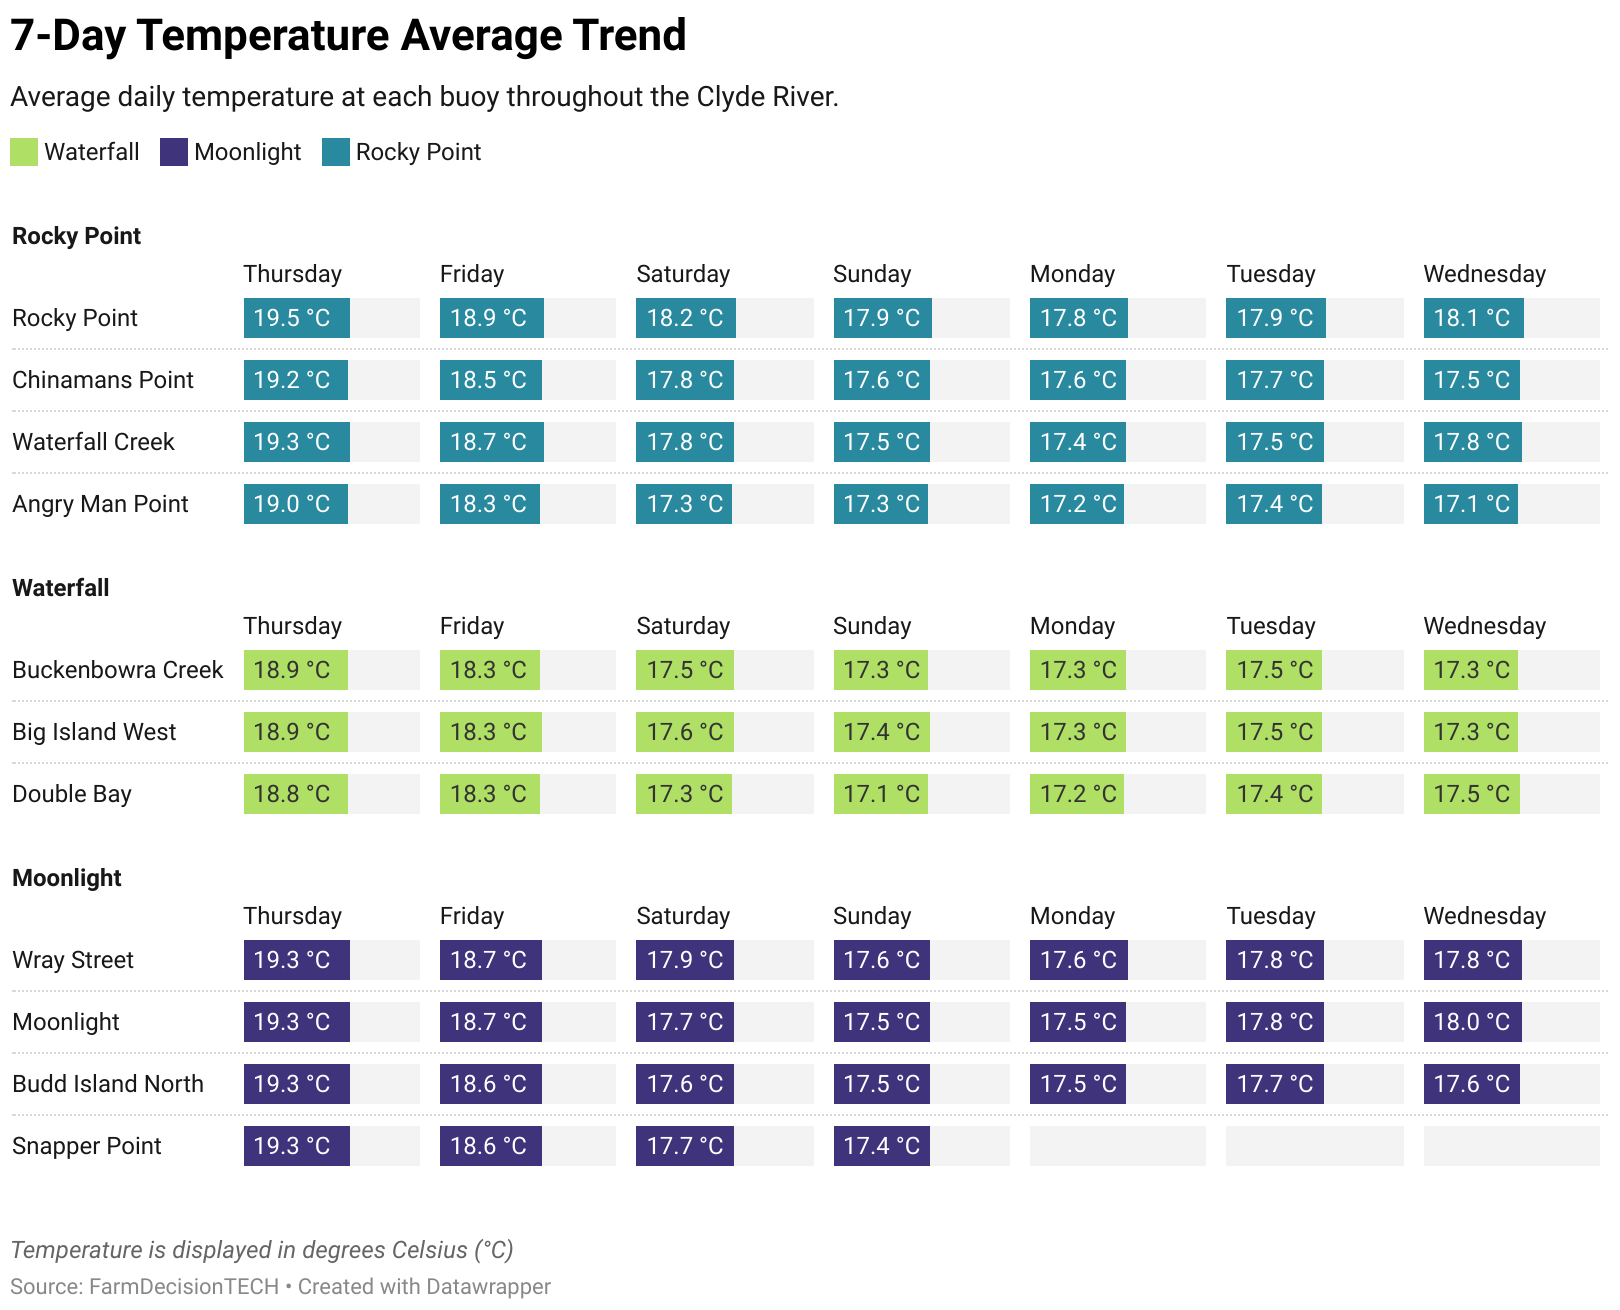 7-Day Temperature Average Trend
Average daily temperature at each buoy throughout the Clyde River.
Waterfall Moonlight Rocky Point
Rocky Point
Thursday Friday Saturday Sunday Monday Tuesday Wednesday
Rocky Point 19.5 °C 18.9 °C 18.2 °C 17.9 °C 17.8 °C 17.9 °C 18.1 °C
Chinamans Point 19.2 °C 18.5 °C 17.8 °C 17.6 °C 17.6 °C 17.7 °C 17.5 °C
Waterfall Creek 19.3 °C 18.7 °C 17.8 °C 17.5 °C 17.4 °C 17.5 °C 17.8 °C
Angry Man Point 19.0 °C 18.3 °C 17.3 °C 17.3 °C 17.2 °C 17.4 °C 17.1 °C
Waterfall
Thursday Friday Saturday Sunday Monday Tuesday Wednesday
Buckenbowra Creek 18.9 °C 18.3 °C 17.5 °C 17.3 °C 17.3 °C 17.5 °C 17.3 °C
Big Island West 18.9 °C 18.3 °C 17.6 °C 17.4 °C 17.3 °C 17.5 °C 17.3 °C
Double Bay 18.8 °C 18.3 °C 17.3 °C 17.1 °C 17.2 °C 17.4 °C 17.5 °C
Moonlight
Thursday Friday Saturday Sunday Monday Tuesday Wednesday
Wray Street 19.3 °C 18.7 °C 17.9 °C 17.6 °C 17.6 °C 17.8 °C 17.8 °C
Moonlight 19.3 °C 18.7 °C 17.7 °C 17.5 °C 17.5 °C 17.8 °C 18.0 °C
Budd Island North 19.3 °C 18.6 °C 17.6 °C 17.5 °C 17.5 °C 17.7 °C 17.6 °C
Snapper Point 19.3 °C 18.6 °C 17.7 °C 17.4 °C
Temperature is displayed in degrees Celsius (°C)
Source: FarmDecisionTECH • Created with Datawrapper